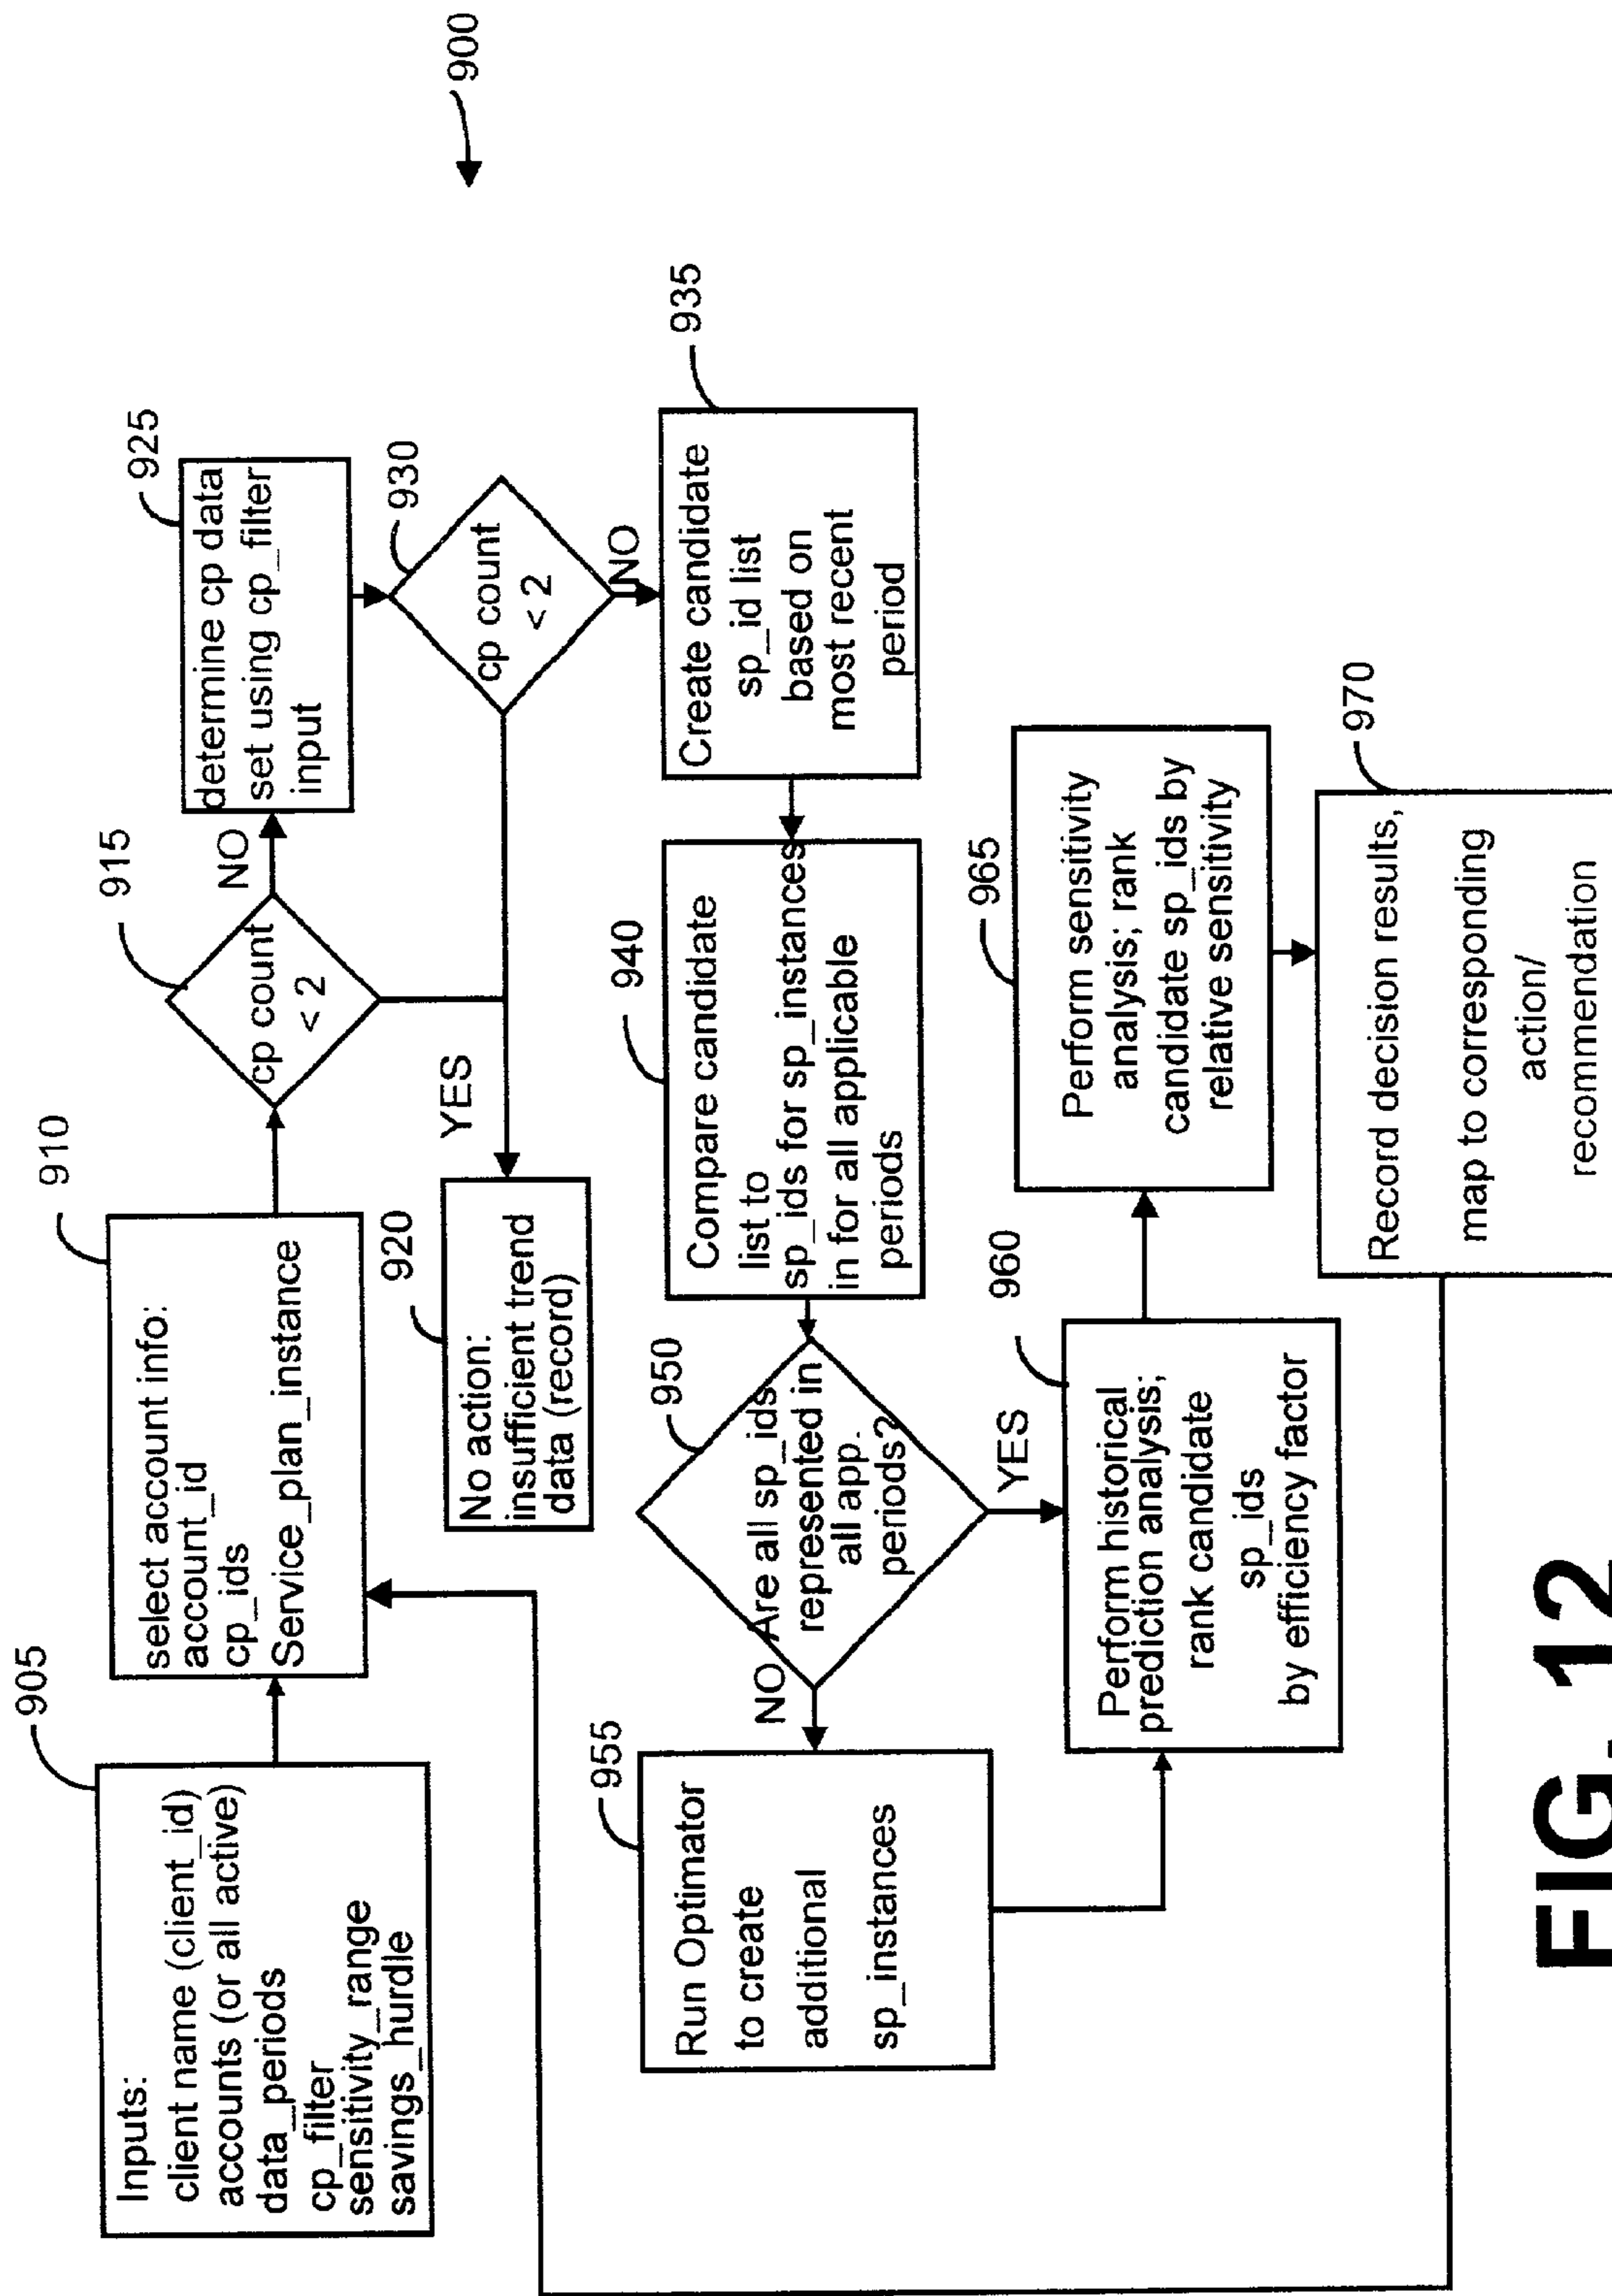 900
905
Inputs:
client name (client_id)
accounts (or all active)
data_periods
cp_filter
sensitivity_range
savings_hurdle
910
select account info:
account_id
cp_ids
Service_plan_instance
915
cp count
< 2
NO
YES
920
No action:
insufficient trend
data (record)
925
determine cp data
set using cp_filter
input
930
cp count
< 2
NO
935
Create candidate
sp_id list
based on
most recent
period
940
Compare candidate
list to
sp_ids for sp_instances
in for all applicable
periods
950
Are all sp_ids
represented in
all app.
periods?
NO
YES
955
Run Optimator
to create
additional
sp_instances
960
Perform historical
prediction analysis;
rank candidate
sp_ids
by efficiency factor
965
Perform sensitivity
analysis; rank
candidate sp_ids by
relative sensitivity
970
Record decision results,
map to corresponding
action/
recommendation
FIG. 12